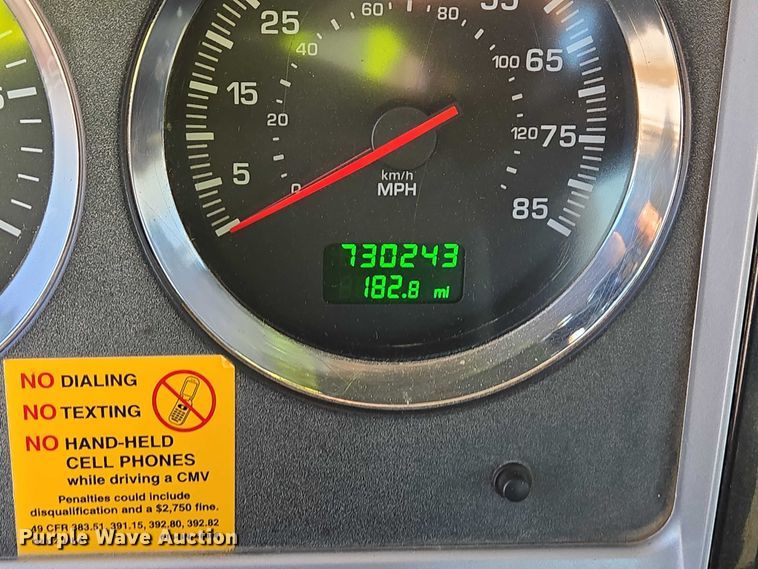 25
60
80
55
40
100
65
15
20
120
75
5
0
km/h
MPH
85
5
730243
182.8 mi
NO DIALING
NO TEXTING
NO HAND-HELD
CELL PHONES
while driving a CMV
Penalties could include
disqualification and a $2,750 fine.
49 CFR 383.51, 391.15, 392.80, 392.82
Purple Wave Auction